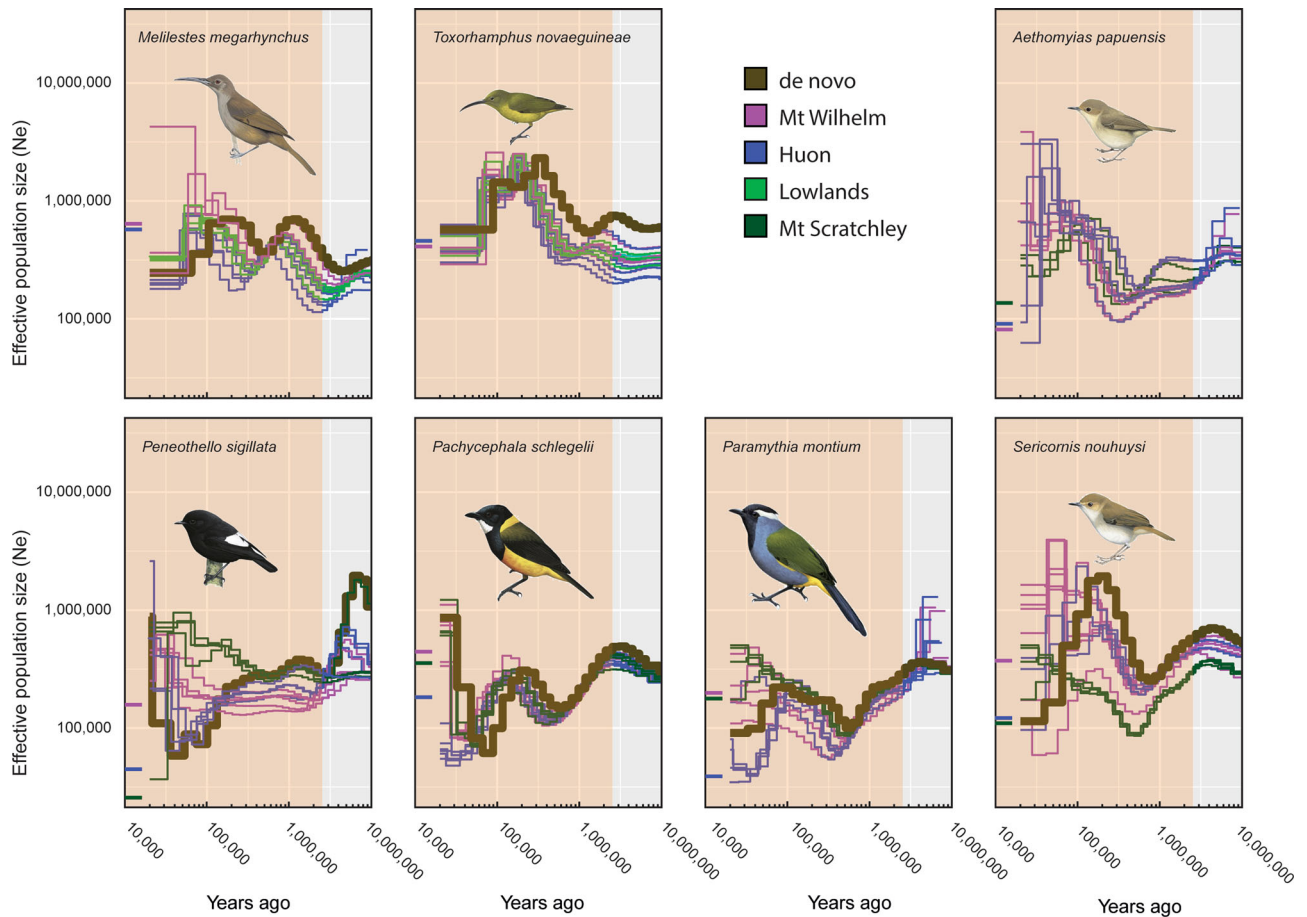 Melilestes megarhynchus
Toxorhamphus novaeguineae
Aethomyias papuensis
10,000,000
1,000,000
100,000
Effective population size (Ne)
de novo
Mt Wilhelm
Huon
Lowlands
Mt Scratchley
Peneothello sigillata
Pachycephala schlegelii
Paramythia montium
Sericornis nouhuysi
10,000,000
1,000,000
100,000
Effective population size (Ne)
10,000
100,000
1,000,000
10,000,000
10,000
100,000
1,000,000
10,000,000
10,000
100,000
1,000,000
10,000,000
10,000
100,000
1,000,000
10,000,000
Years ago
Years ago
Years ago
Years ago